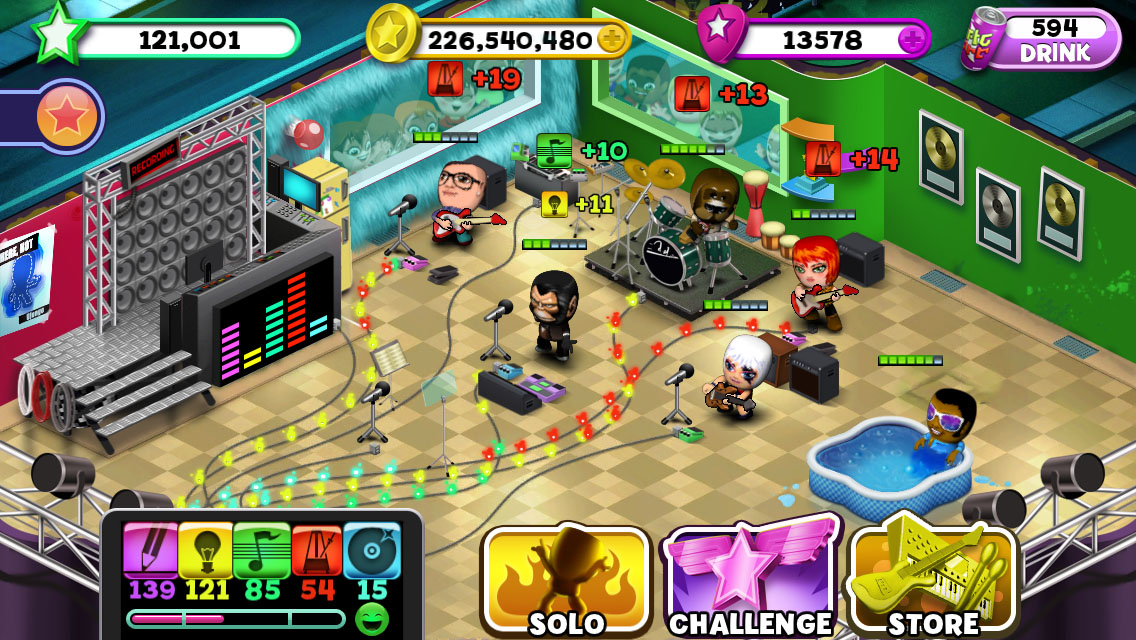 121,001
226,540,480
13578
594
DRINK
+19
+13
RECORDING
+10
+14
+11
139 121 85 54 15
SOLO
CHALLENGE
STORE